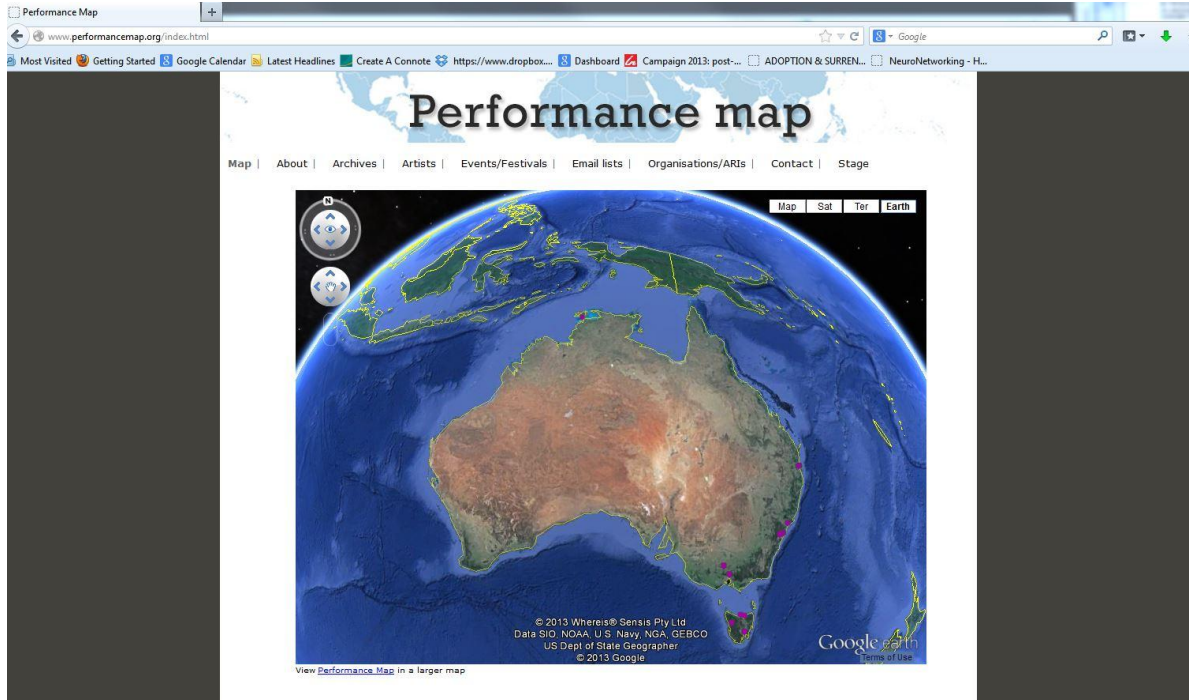 Performance Map
www.performancemap.org/index.html
Google
Most Visited Getting Started Google Calendar Latest Headlines Create A Connote https://www.dropbox.... Dashboard Campaign 2013: post-... ADOPTION & SURREN... NeuroNetworking - H...
Performance map
Map | About | Archives | Artists | Events/Festivals | Email lists | Organisations/ARIs | Contact | Stage
N
Map Sat Ter Earth
© 2013 Whereis® Sensis Pty Ltd
Data SIO, NOAA, U.S. Navy, NGA, GEBCO
US Dept of State Geographer
© 2013 Google
Google earth
Terms of Use
View Performance Map in a larger map